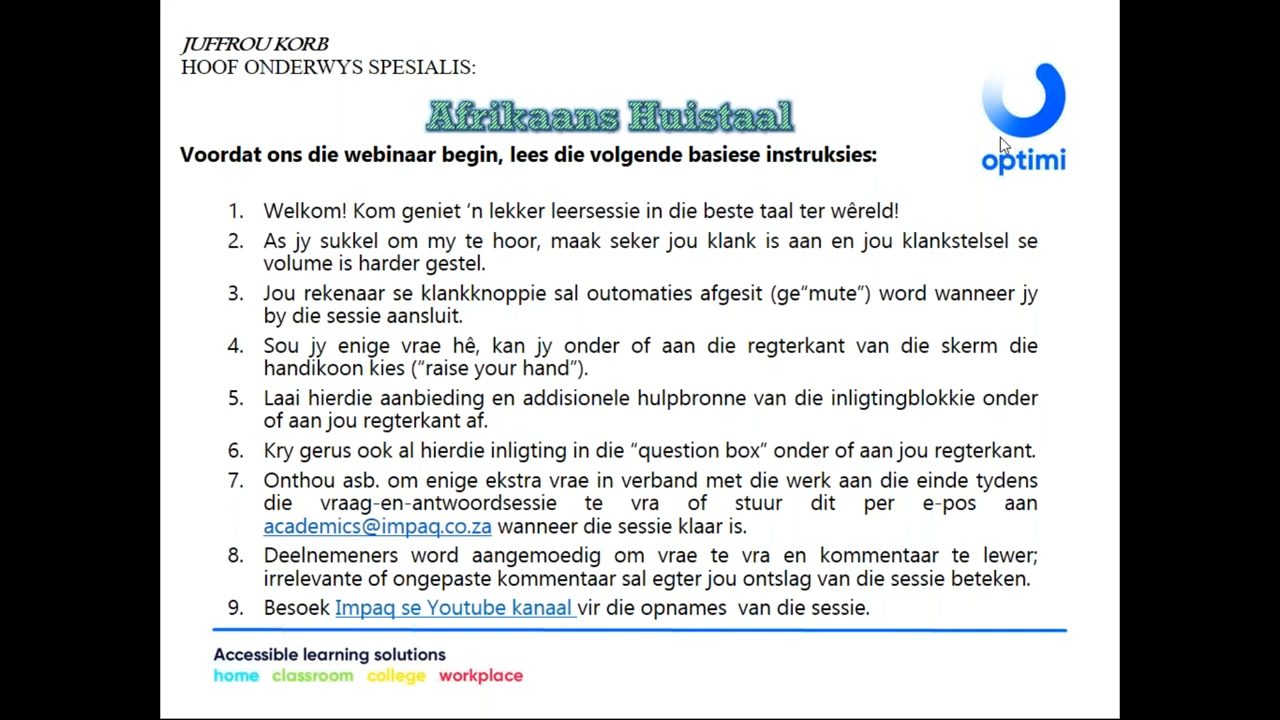 JUFFROU KORB
HOOF ONDERWYS SPESIALIS:
Afrikaans Huistaal
optimi
Voordat ons die webinaar begin, lees die volgende basiese instruksies:
1. Welkom! Kom geniet ‘n lekker leersessie in die beste taal ter wêreld!
2. As jy sukkel om my te hoor, maak seker jou klank is aan en jou klankstelsel se
volume is harder gestel.
3. Jou rekenaar se klankknoppie sal outomaties afgesit (ge“mute”) word wanneer jy
by die sessie aansluit.
4. Sou jy enige vrae hê, kan jy onder of aan die regterkant van die skerm die
handikoon kies (“raise your hand”).
5. Laai hierdie aanbieding en addisionele hulpbronne van die inligtingblokkie onder
of aan jou regterkant af.
6. Kry gerus ook al hierdie inligting in die “question box” onder of aan jou regterkant.
7. Onthou asb. om enige ekstra vrae in verband met die werk aan die einde tydens
die vraag-en-antwoordsessie te vra of stuur dit per e-pos aan
academics@impaq.co.za wanneer die sessie klaar is.
8. Deelnemeners word aangemoedig om vrae te vra en kommentaar te lewer;
irrelevante of ongepaste kommentaar sal egter jou ontslag van die sessie beteken.
9. Besoek Impaq se Youtube kanaal vir die opnames van die sessie.
Accessible learning solutions
home classroom college workplace